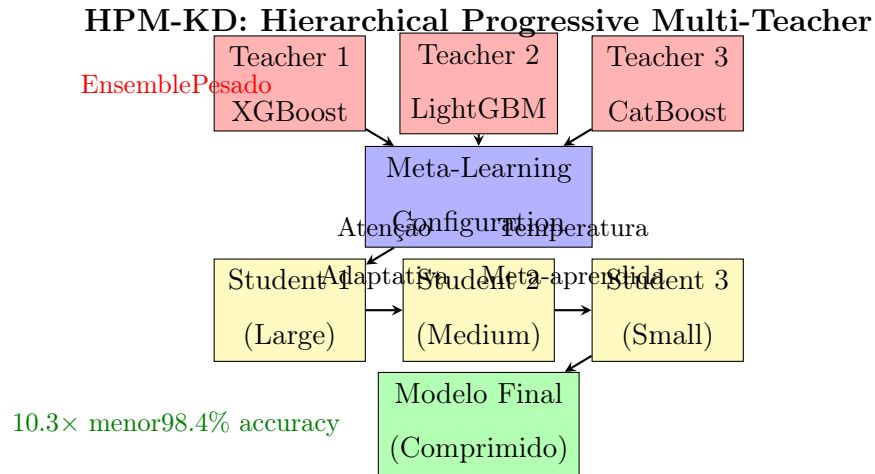 HPM-KD: Hierarchical Progressive Multi-Teacher
Teacher 1
XGBoost
Teacher 2
LightGBM
Teacher 3
CatBoost
EnsemblePesado
Meta-Learning
Configuration
Atenção
Adaptativa
Temperatura
Meta-aprendida
Student 1
(Large)
Student 2
(Medium)
Student 3
(Small)
Modelo Final
(Comprimido)
10.3× menor98.4% accuracy